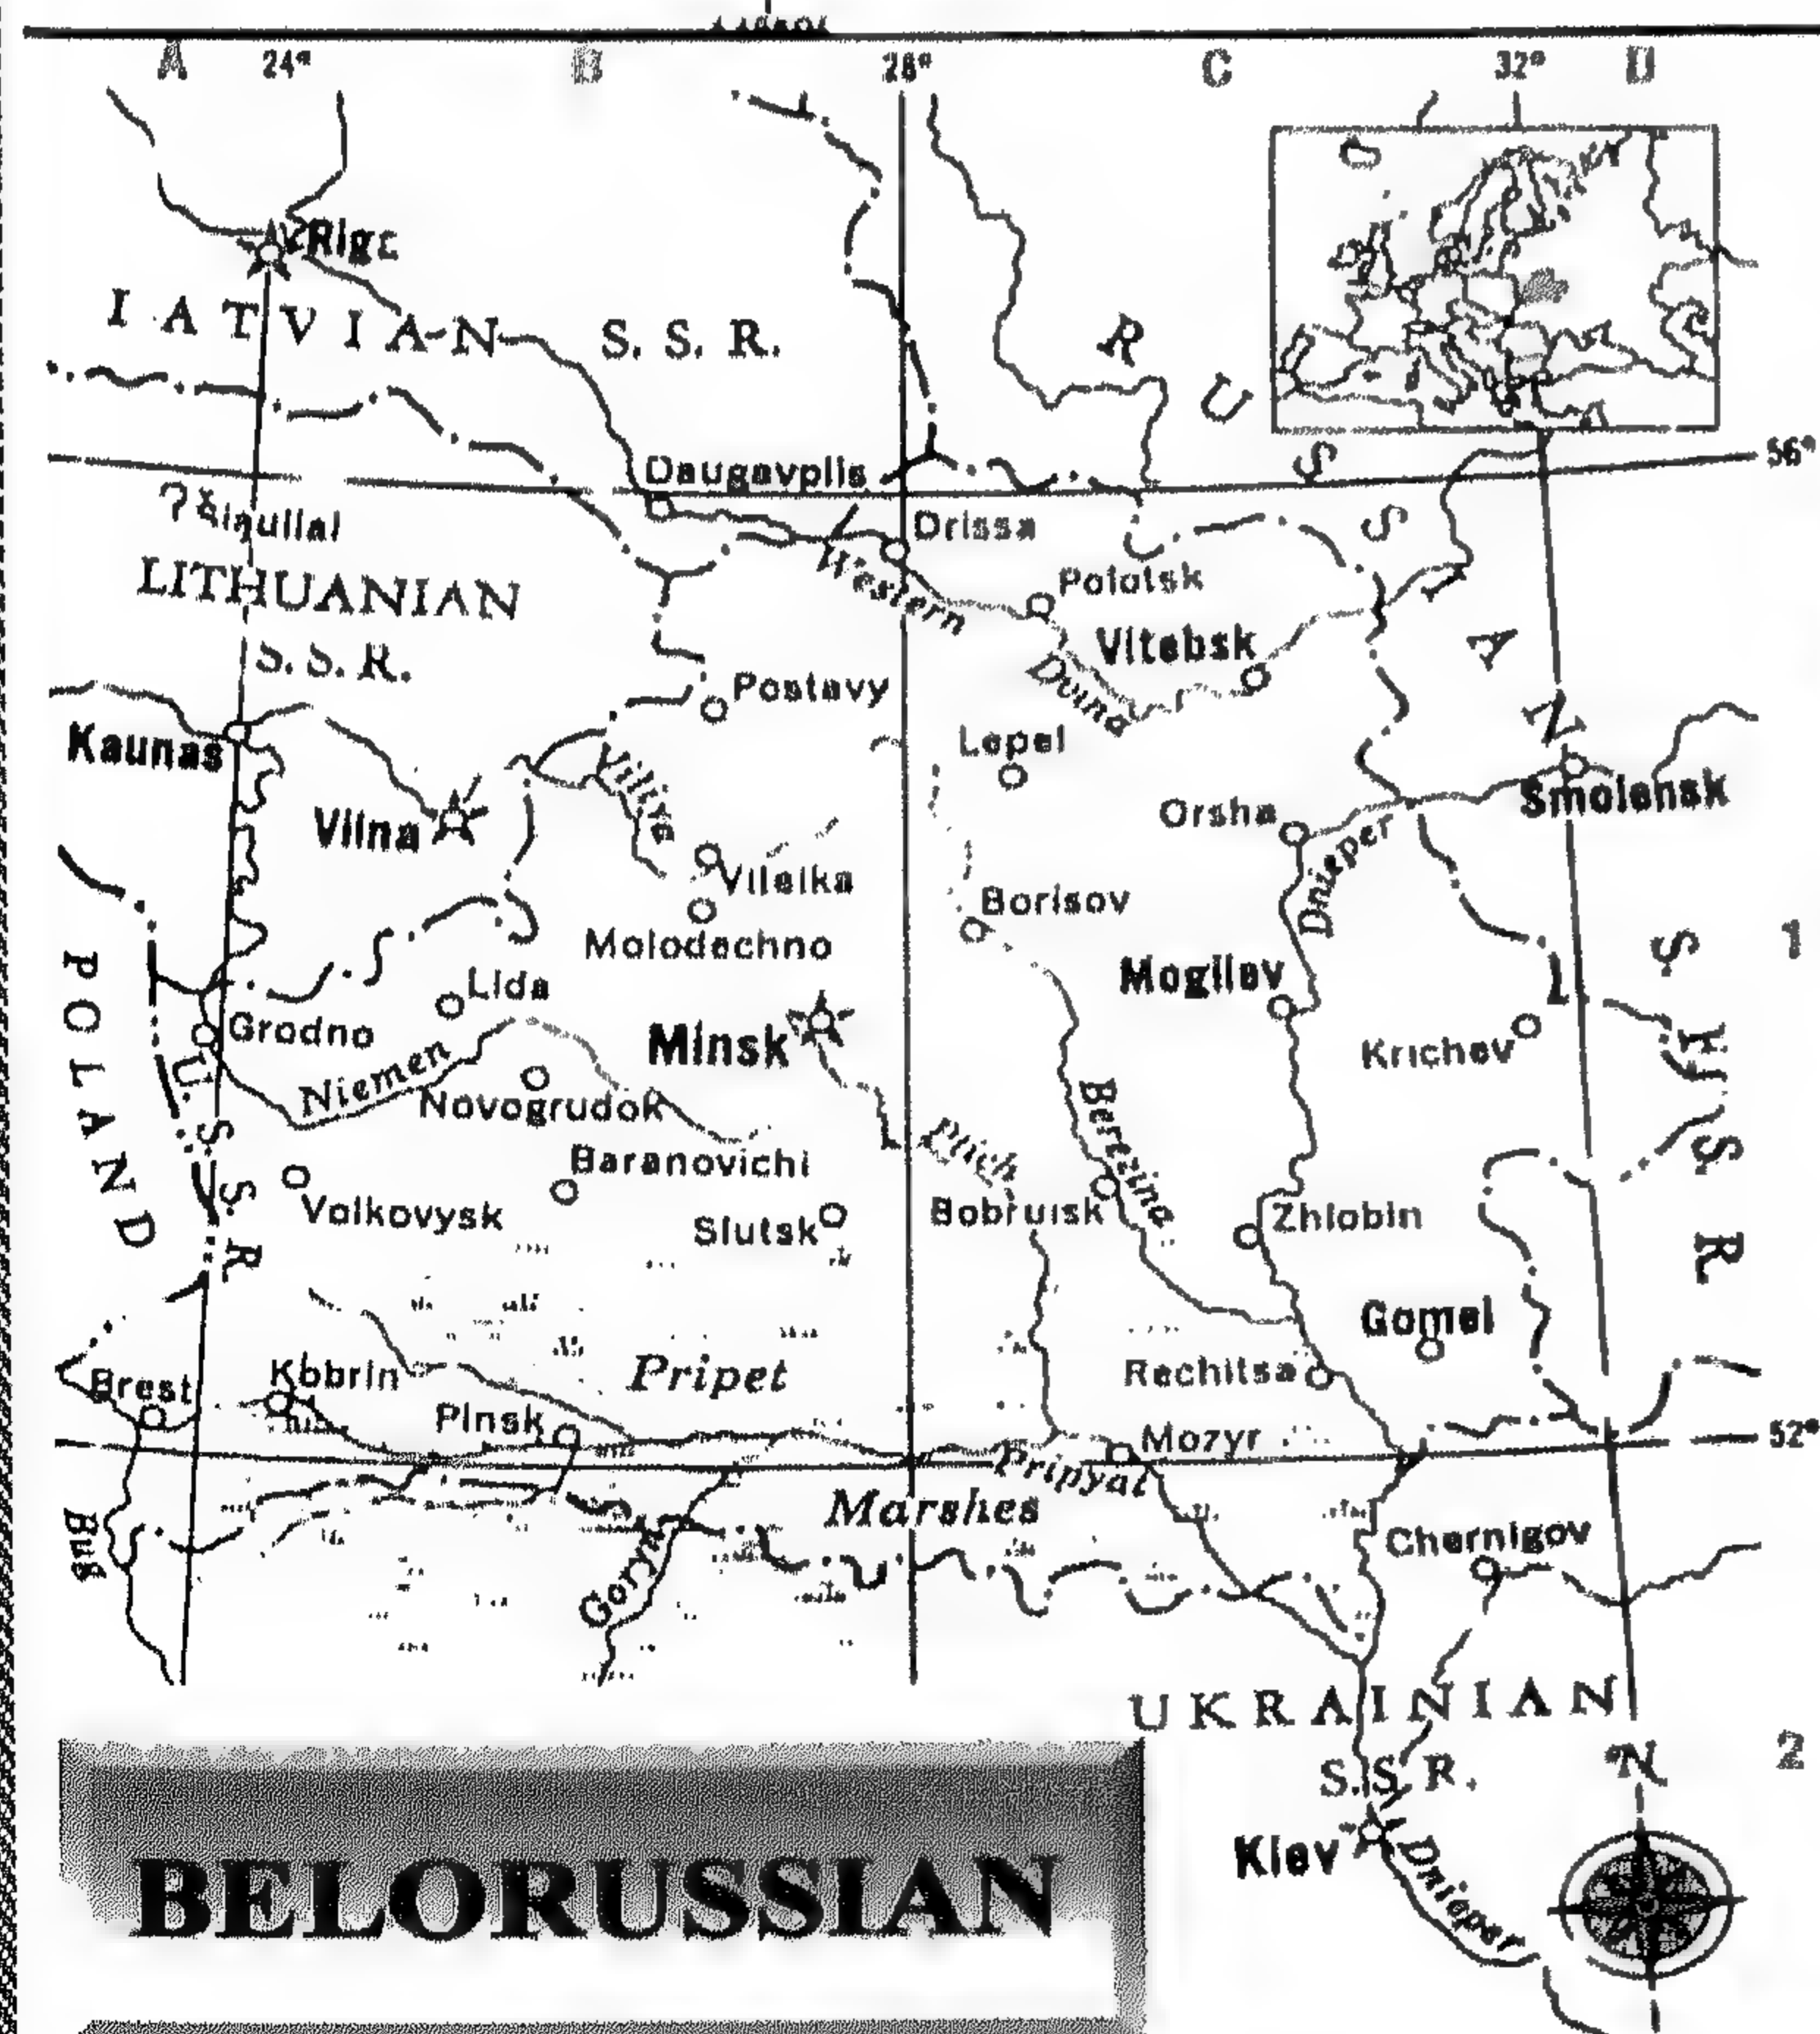 A 24° B 28° C 32° D
Riga
LATVIAN S. S. R.
RUSSIAN S. F. S. R.
56°
Daugavpils
Drissa
LITHUANIAN
S. S. R.
Polotsk
Western Dvina
Vitebsk
Postavy
Kaunas
Lepel
Viliya
Smolensk
Orsha
Vilna
Dnieper
Vileika
Borisov
Molodechno
1
POLAND
Mogilev
Lida
Grodno
Minsk
Krichev
U. S. S. R
Niemen
Novogrudok
Berezina
Ptich
Baranovichi
Volkovysk
Slutsk
Bobruisk
Zhlobin
Gomel
Pripet
Rechitsa
Brest
Kobrin
Pinsk
Mozyr
52°
Pripyat
Marshes
Bug
Goryn
Chernigov
UKRAINIAN
S. S. R.
N
2
Kiev
Dnieper
BELORUSSIAN